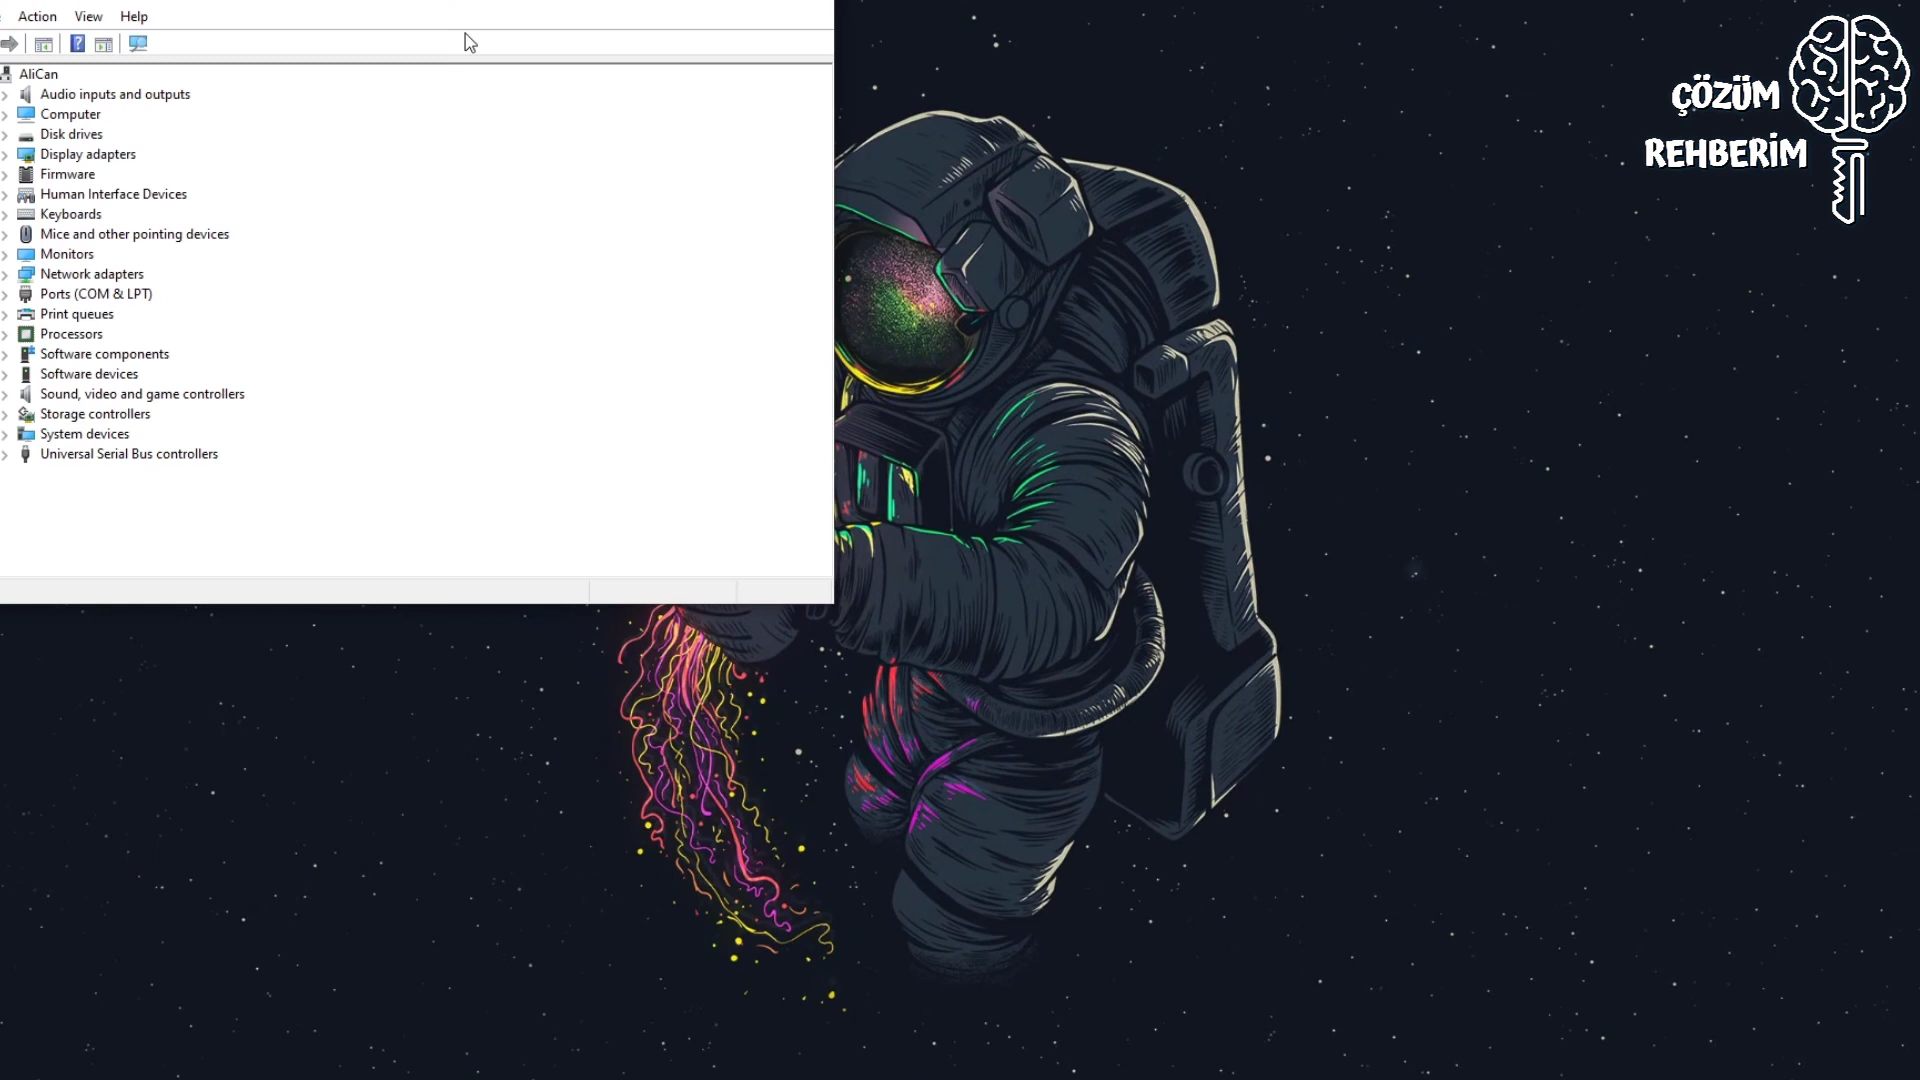 Action View Help
AliCan
Audio inputs and outputs
Computer
Disk drives
Display adapters
Firmware
Human Interface Devices
Keyboards
Mice and other pointing devices
Monitors
Network adapters
Ports (COM & LPT)
Print queues
Processors
Software components
Software devices
Sound, video and game controllers
Storage controllers
System devices
Universal Serial Bus controllers
ÇÖZÜM
REHBERİM